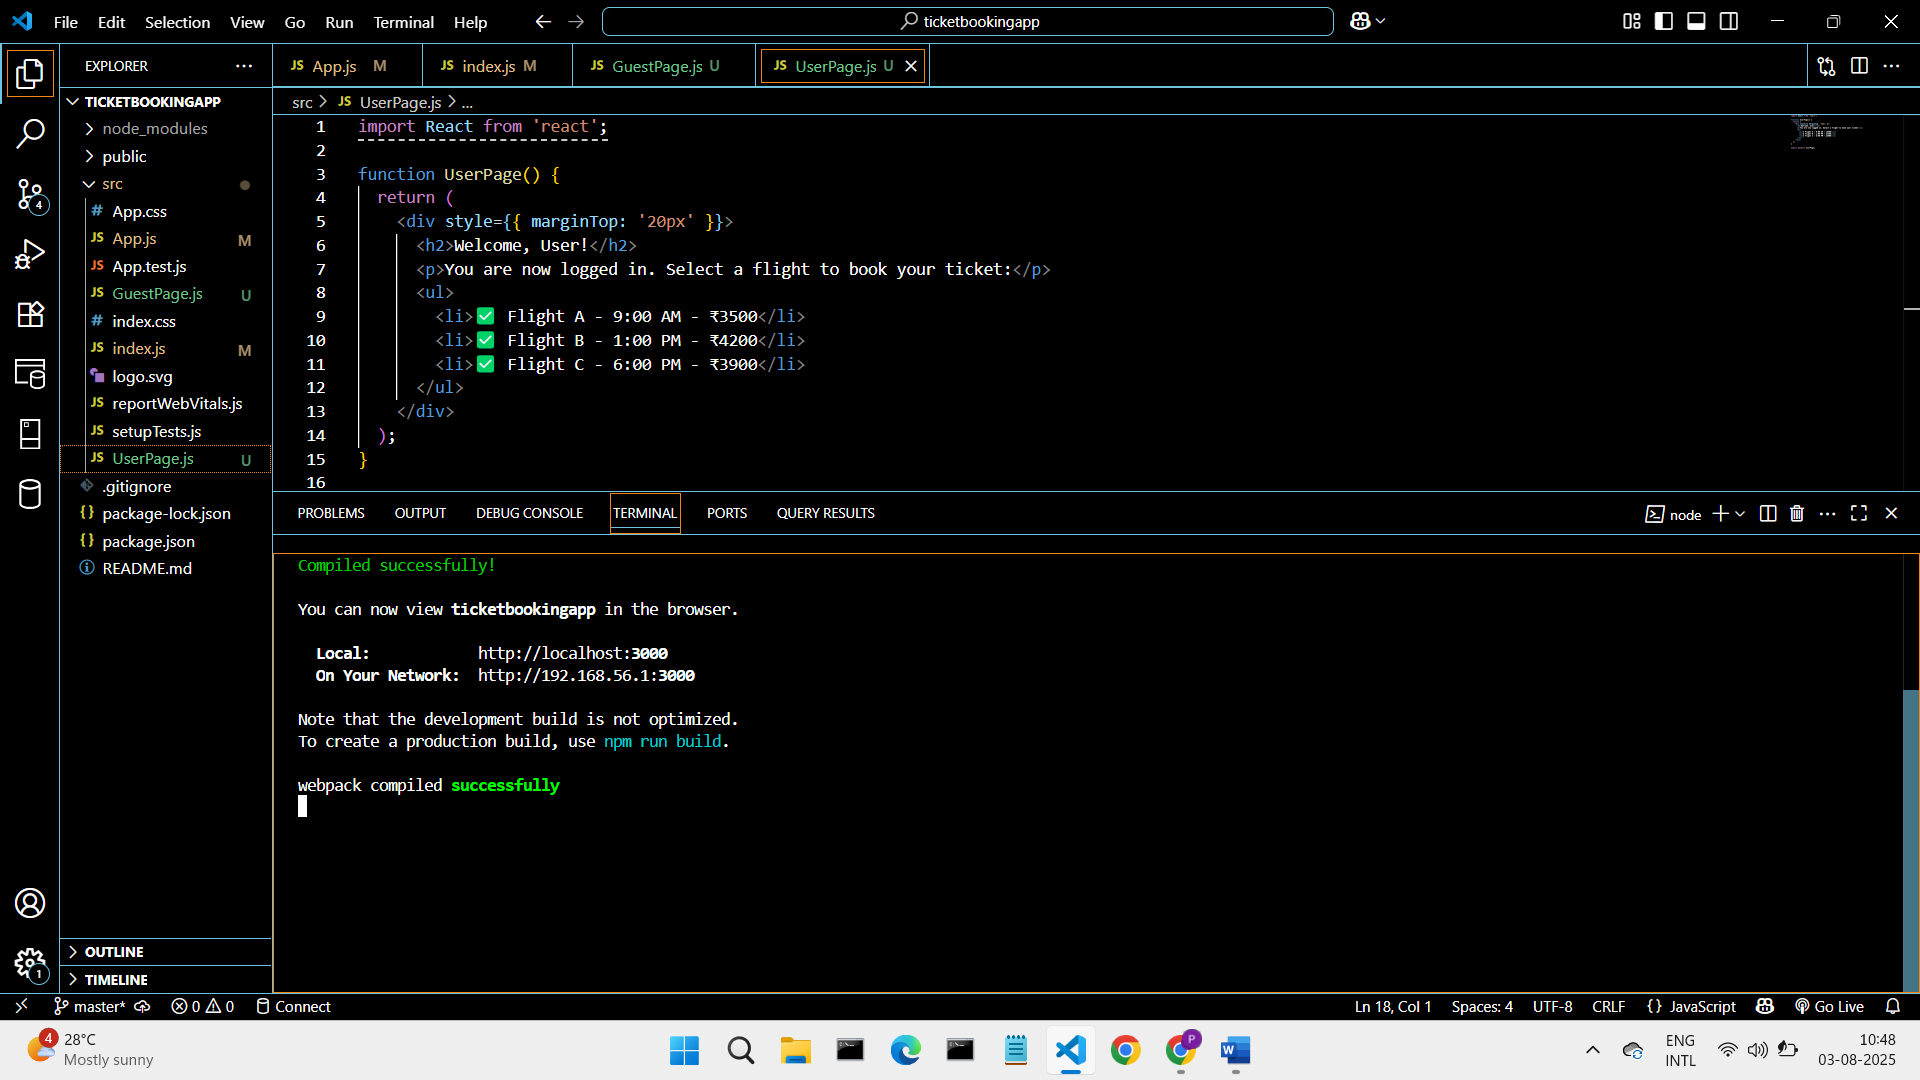 File Edit Selection View Go Run Terminal Help
ticketbookingapp
EXPLORER
TICKETBOOKINGAPP
node_modules
public
src
# App.css
JS App.js M
JS App.test.js
JS GuestPage.js U
# index.css
JS index.js M
logo.svg
JS reportWebVitals.js
JS setupTests.js
JS UserPage.js U
.gitignore
{} package-lock.json
{} package.json
README.md
OUTLINE
TIMELINE
4
1
JS App.js M
JS index.js M
JS GuestPage.js U
JS UserPage.js U
src > JS UserPage.js > ...
1 import React from 'react';
2
3 function UserPage() {
4 return (
5 <div style={{ marginTop: '20px' }}>
6 <h2>Welcome, User!</h2>
7 <p>You are now logged in. Select a flight to book your ticket:</p>
8 <ul>
9 <li>✅ Flight A - 9:00 AM - ₹3500</li>
10 <li>✅ Flight B - 1:00 PM - ₹4200</li>
11 <li>✅ Flight C - 6:00 PM - ₹3900</li>
12 </ul>
13 </div>
14 );
15 }
16
PROBLEMS OUTPUT DEBUG CONSOLE TERMINAL PORTS QUERY RESULTS
node
Compiled successfully!
You can now view ticketbookingapp in the browser.
Local: http://localhost:3000
On Your Network: http://192.168.56.1:3000
Note that the development build is not optimized.
To create a production build, use npm run build.
webpack compiled successfully
master* 0 0 Connect
Ln 18, Col 1 Spaces: 4 UTF-8 CRLF {} JavaScript Go Live
4
28°C
Mostly sunny
P
ENG
INTL
10:48
03-08-2025